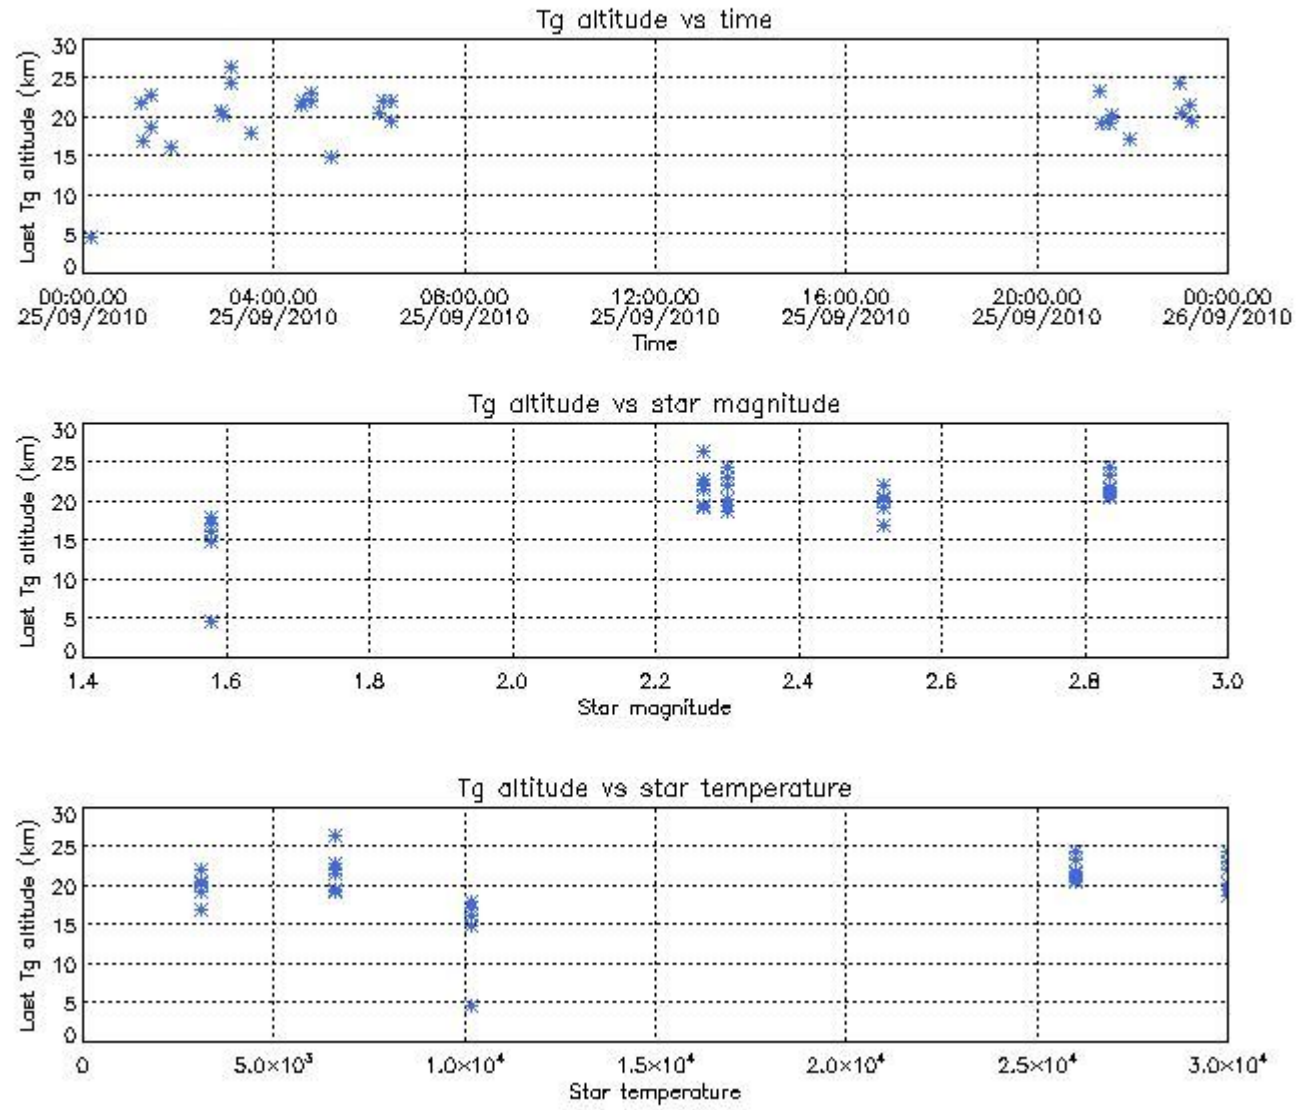 Tg altitude vs time
Last Tg altitude (km)
30
25
20
15
10
5
0
00:00.00 04:00.00 08:00.00 12:00.00 16:00.00 20:00.00 00:00.00
25/09/2010 25/09/2010 25/09/2010 25/09/2010 25/09/2010 25/09/2010 26/09/2010
Time
Tg altitude vs star magnitude
Last Tg altitude (km)
30
25
20
15
10
5
0
1.4 1.6 1.8 2.0 2.2 2.4 2.6 2.8 3.0
Star magnitude
Tg altitude vs star temperature
Last Tg altitude (km)
30
25
20
15
10
5
0
0 5.0×10³ 1.0×10⁴ 1.5×10⁴ 2.0×10⁴ 2.5×10⁴ 3.0×10⁴
Star temperature